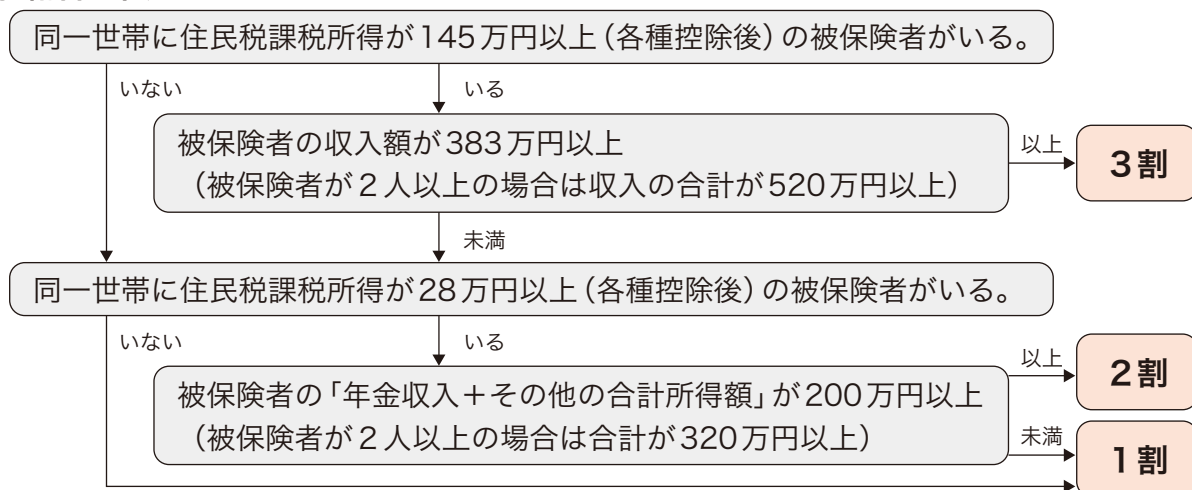 同一世帯に住民税課税所得が145万円以上(各種控除後)の被保険者がいる。
いない
いる
被保険者の収入額が383万円以上
(被保険者が2人以上の場合は収入の合計が520万円以上)
以上
3割
未満
同一世帯に住民税課税所得が28万円以上(各種控除後)の被保険者がいる。
いない
いる
被保険者の「年金収入+その他の合計所得額」が200万円以上
(被保険者が2人以上の場合は合計が320万円以上)
以上
2割
未満
1割